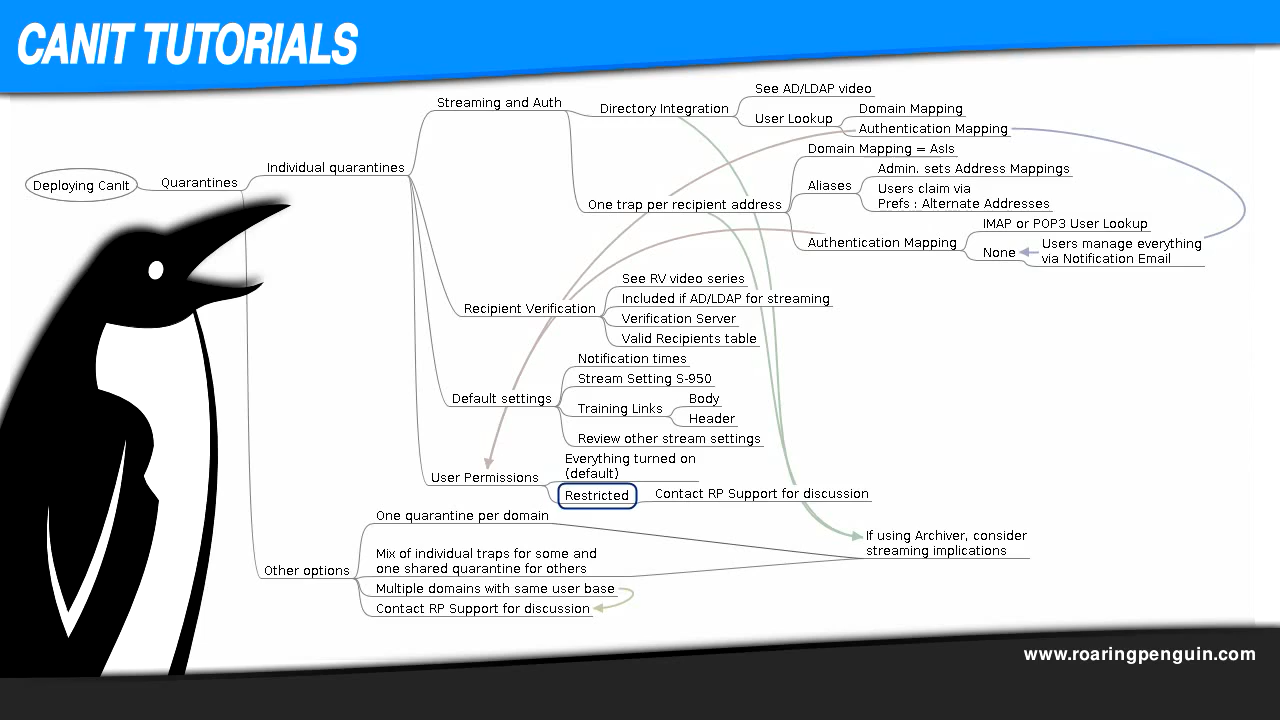 CANIT TUTORIALS
Deploying CanIt
Quarantines
Individual quarantines
Streaming and Auth
Directory Integration
See AD/LDAP video
User Lookup
Domain Mapping
Authentication Mapping
One trap per recipient address
Domain Mapping = AsIs
Aliases
Admin. sets Address Mappings
Users claim via
Prefs : Alternate Addresses
Authentication Mapping
IMAP or POP3 User Lookup
None
Users manage everything
via Notification Email
Recipient Verification
See RV video series
Included if AD/LDAP for streaming
Verification Server
Valid Recipients table
Default settings
Notification times
Stream Setting S-950
Training Links
Body
Header
Review other stream settings
User Permissions
Everything turned on
(default)
Restricted
Contact RP Support for discussion
Other options
One quarantine per domain
Mix of individual traps for some and
one shared quarantine for others
Multiple domains with same user base
Contact RP Support for discussion
If using Archiver, consider
streaming implications
www.roaringpenguin.com